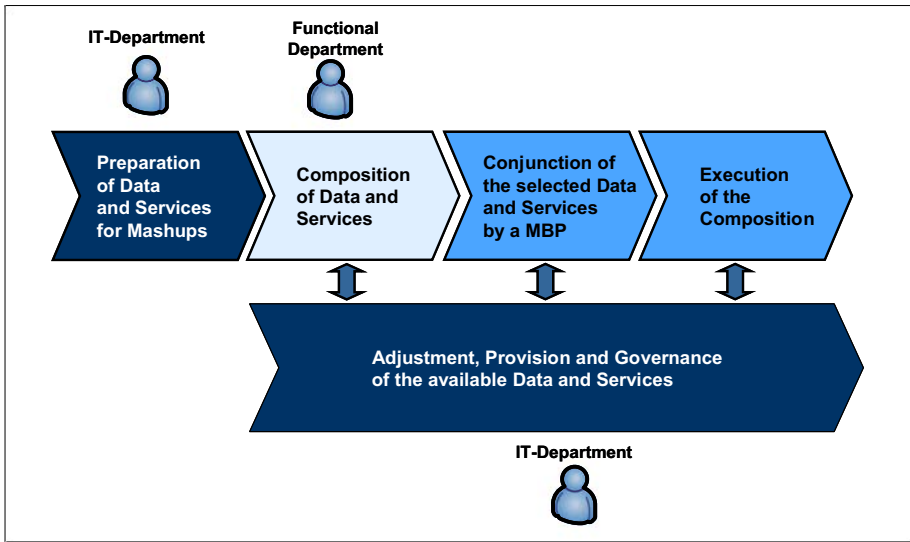 IT-Department
Functional
Department
Preparation
of Data
and Services
for Mashups
Composition
of Data and
Services
Conjunction of
the selected Data
and Services
by a MBP
Execution
of the
Composition
Adjustment, Provision and Governance
of the available Data and Services
IT-Department